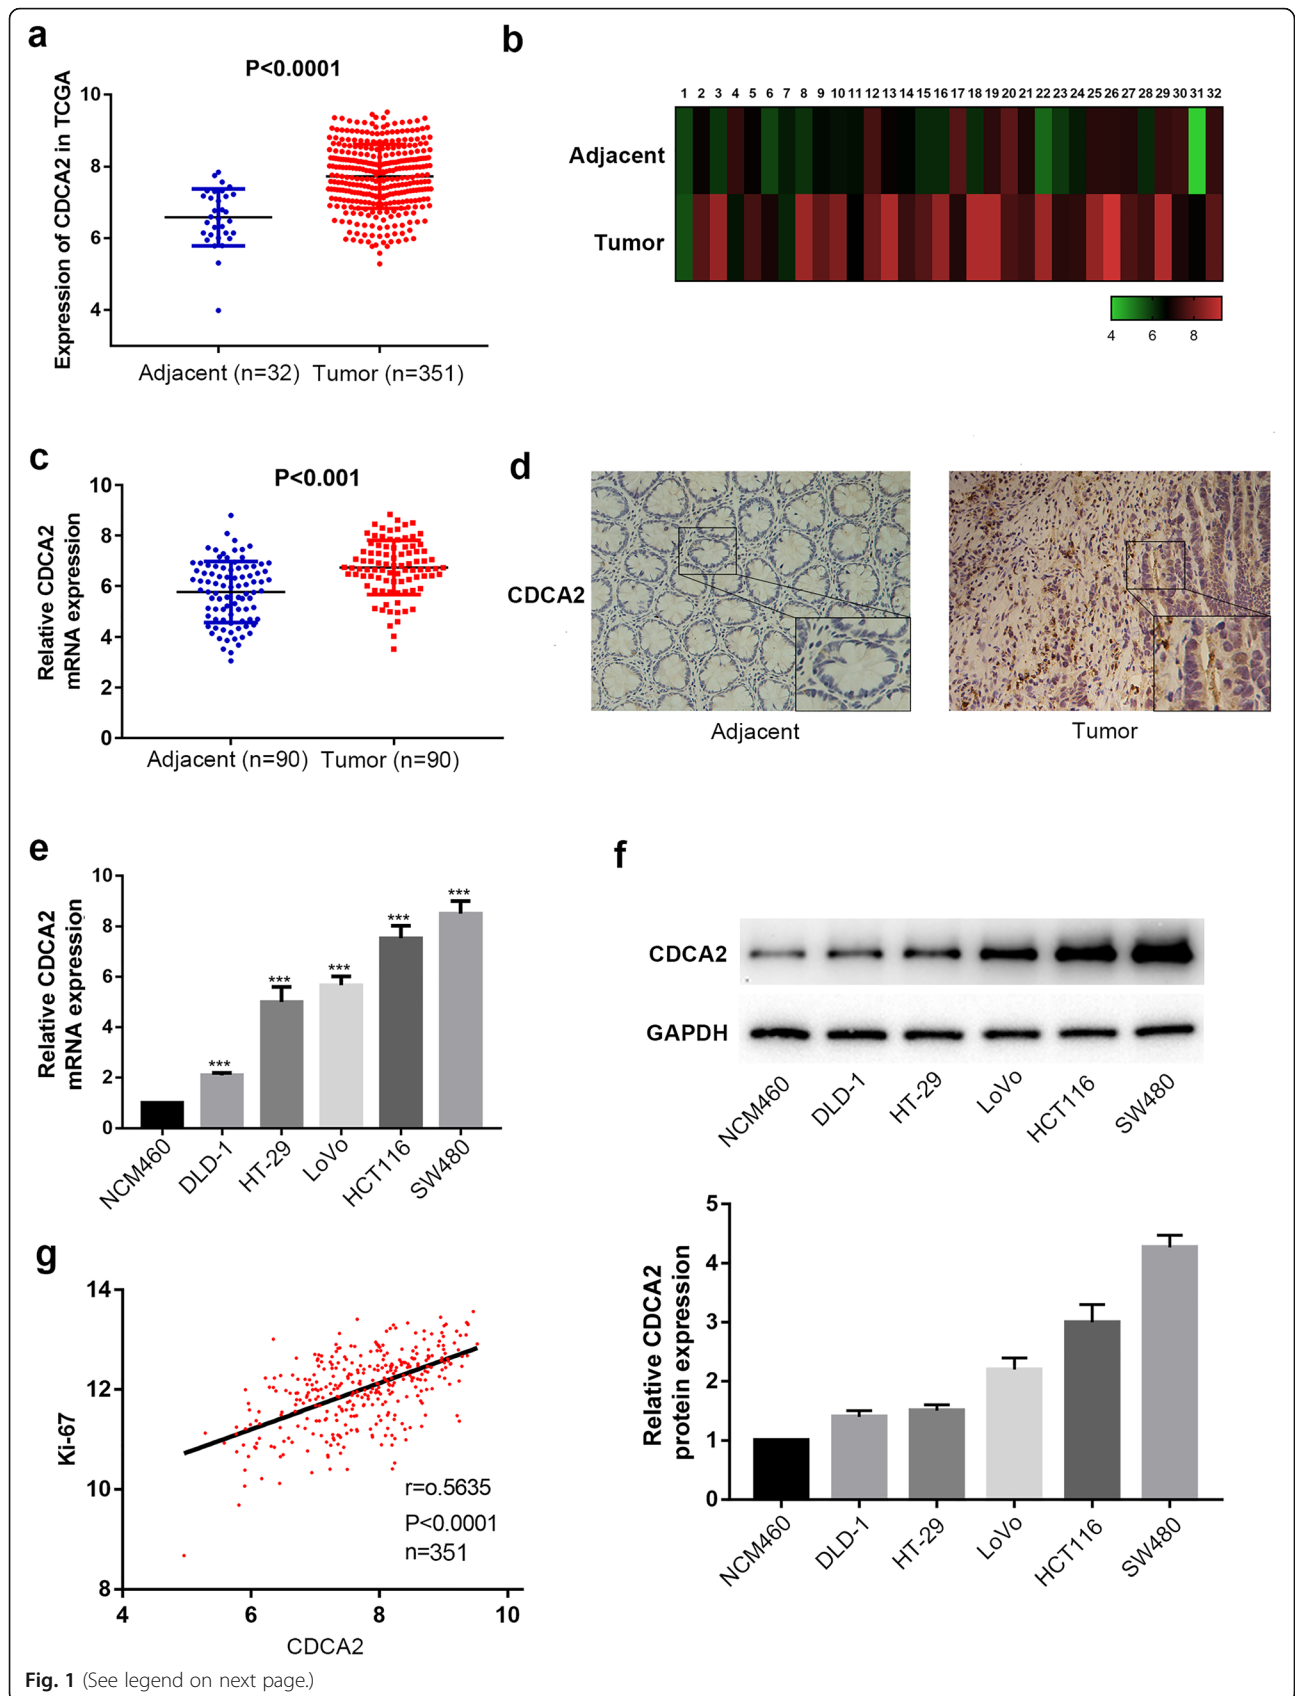 a
P<0.0001
Expression of CDCA2 in TCGA
10
8
6
4
Adjacent (n=32) Tumor (n=351)
b
1 2 3 4 5 6 7 8 9 10 11 12 13 14 15 16 17 18 19 20 21 22 23 24 25 26 27 28 29 30 31 32
Adjacent
Tumor
4 6 8
c
P<0.001
Relative CDCA2
mRNA expression
10
8
6
4
2
0
Adjacent (n=90) Tumor (n=90)
d
CDCA2
Adjacent
Tumor
e
Relative CDCA2
mRNA expression
10
8
6
4
2
0
***
***
***
***
***
NCM460
DLD-1
HT-29
LoVo
HCT116
SW480
f
CDCA2
GAPDH
NCM460
DLD-1
HT-29
LoVo
HCT116
SW480
Relative CDCA2
protein expression
5
4
3
2
1
0
NCM460
DLD-1
HT-29
LoVo
HCT116
SW480
g
Ki-67
14
12
10
8
r=o.5635
P<0.0001
n=351
4 6 8 10
CDCA2
Fig. 1 (See legend on next page.)